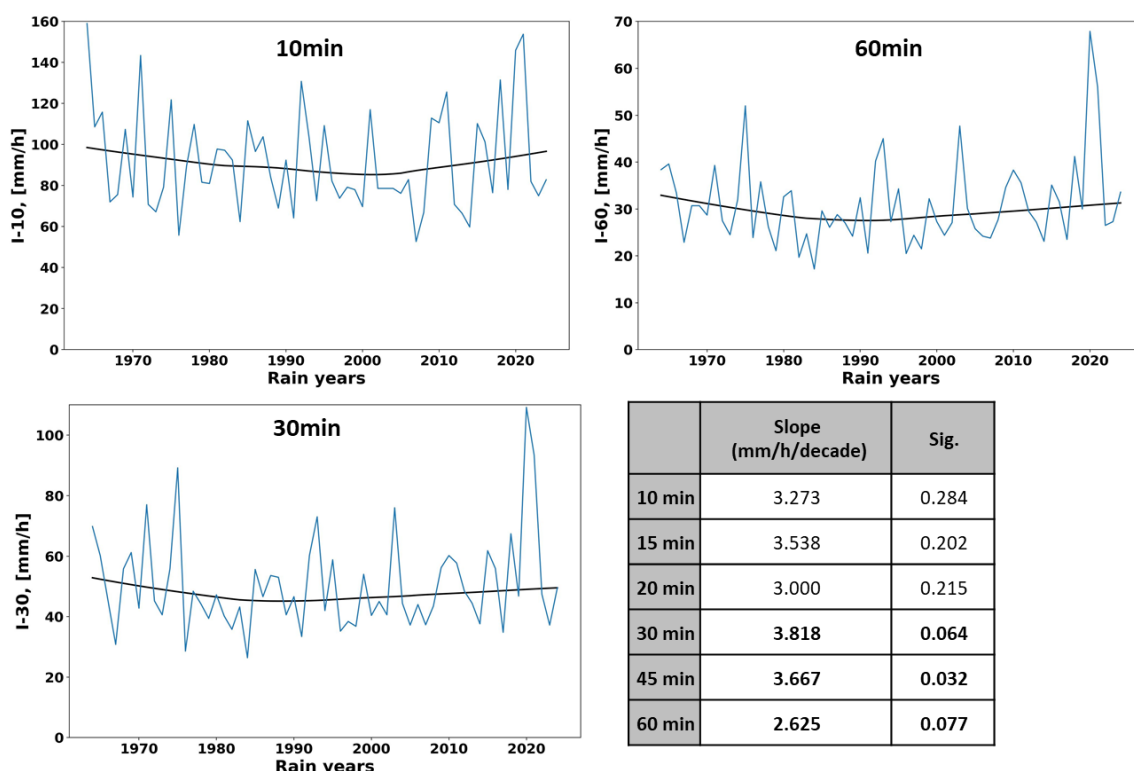 160
140
120
100
80
60
40
20
0
I-10, [mm/h]
10min
1970 1980 1990 2000 2010 2020
Rain years
70
60
50
40
30
20
10
0
I-60, [mm/h]
60min
1970 1980 1990 2000 2010 2020
Rain years
100
80
60
40
20
0
I-30, [mm/h]
30min
1970 1980 1990 2000 2010 2020
Rain years
Slope
(mm/h/decade) Sig.
10 min 3.273 0.284
15 min 3.538 0.202
20 min 3.000 0.215
30 min 3.818 0.064
45 min 3.667 0.032
60 min 2.625 0.077